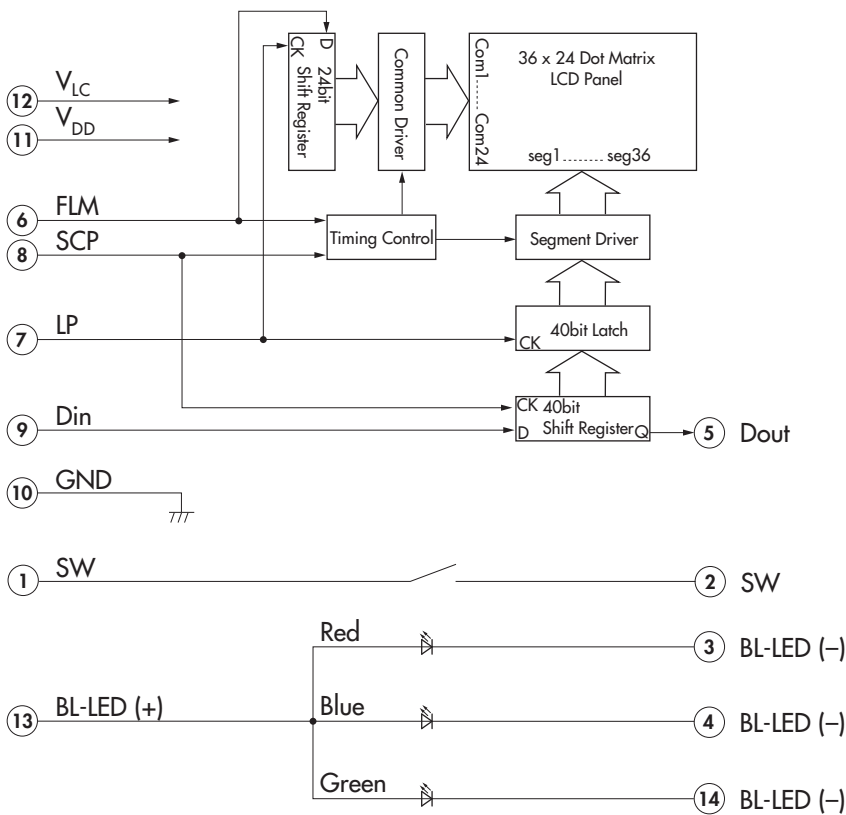 D
CK
24bit
Shift Register
Common Driver
Com1........Com24
36 x 24 Dot Matrix
LCD Panel
seg1........ seg36
12 VLC
11 VDD
6 FLM
8 SCP
Timing Control
Segment Driver
7 LP
40bit Latch
CK
9 Din
CK 40bit
D Shift Register Q
5 Dout
10 GND
1 SW
2 SW
Red
3 BL-LED (–)
13 BL-LED (+)
Blue
4 BL-LED (–)
Green
14 BL-LED (–)